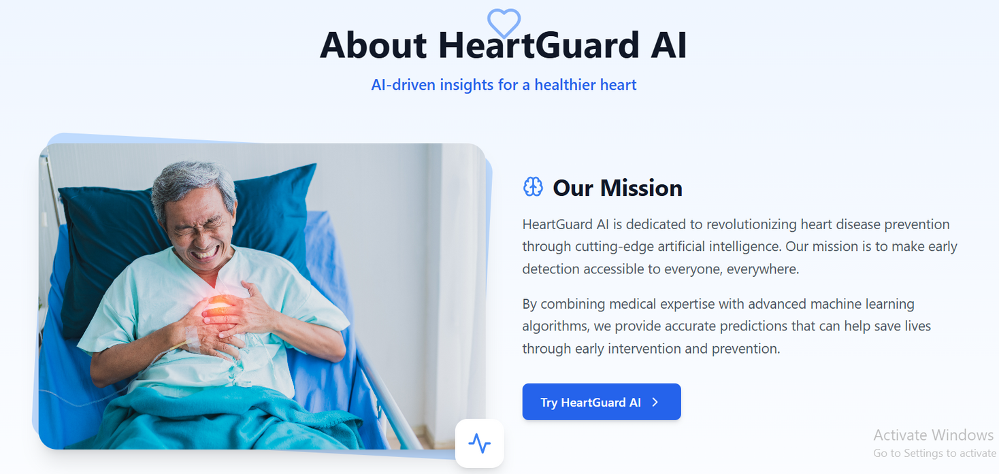 About HeartGuard AI
AI-driven insights for a healthier heart
Our Mission
HeartGuard AI is dedicated to revolutionizing heart disease prevention
through cutting-edge artificial intelligence. Our mission is to make early
detection accessible to everyone, everywhere.
By combining medical expertise with advanced machine learning
algorithms, we provide accurate predictions that can help save lives
through early intervention and prevention.
Try HeartGuard AI
Activate Windows
Go to Settings to activate